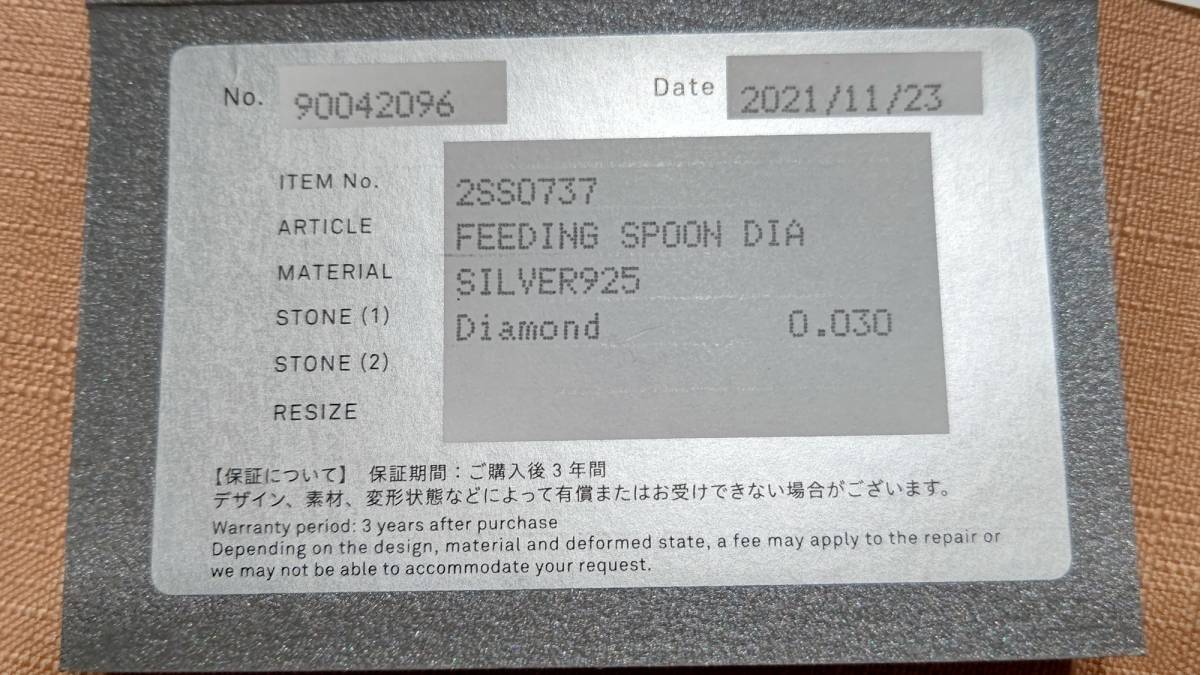 No. 90042096 Date 2021/11/23
ITEM No. 2SS0737
ARTICLE FEEDING SPOON DIA
MATERIAL SILVER925
STONE (1) Diamond 0.030
STONE (2)
RESIZE
【保証について】 保証期間：ご購入後3年間
デザイン、素材、変形状態などによって有償またはお受けできない場合がございます。
Warranty period: 3 years after purchase
Depending on the design, material and deformed state, a fee may apply to the repair or
we may not be able to accommodate your request.